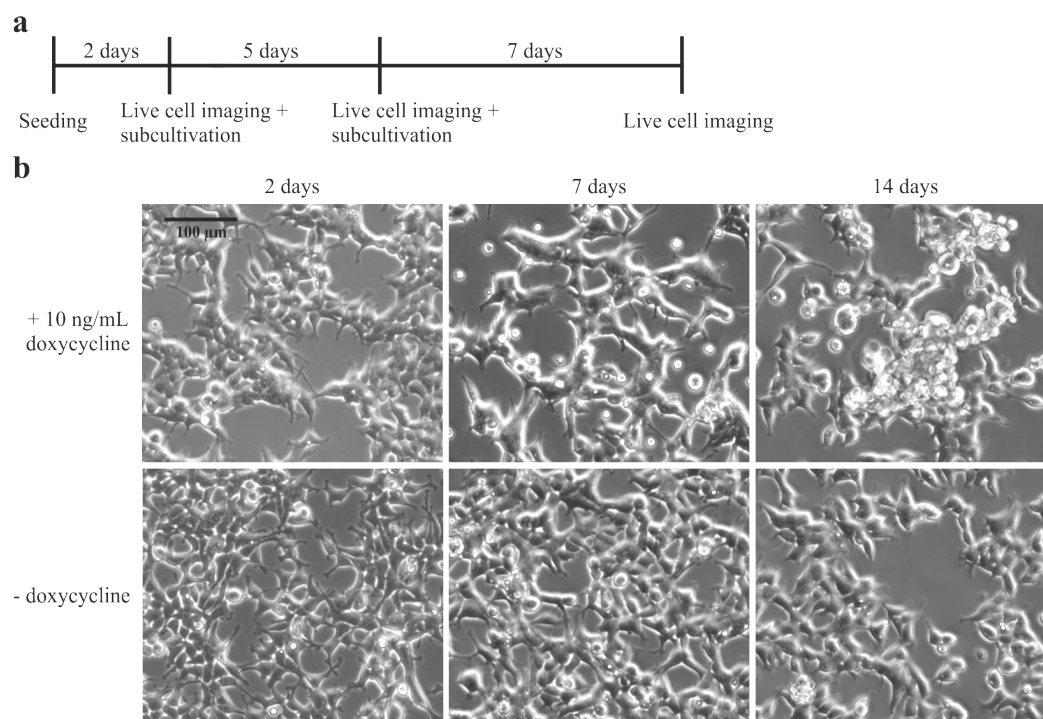 a
2 days 5 days 7 days
Seeding
Live cell imaging +
subcultivation
Live cell imaging +
subcultivation
Live cell imaging
b
2 days 7 days 14 days
100 µm
+ 10 ng/mL
doxycycline
- doxycycline